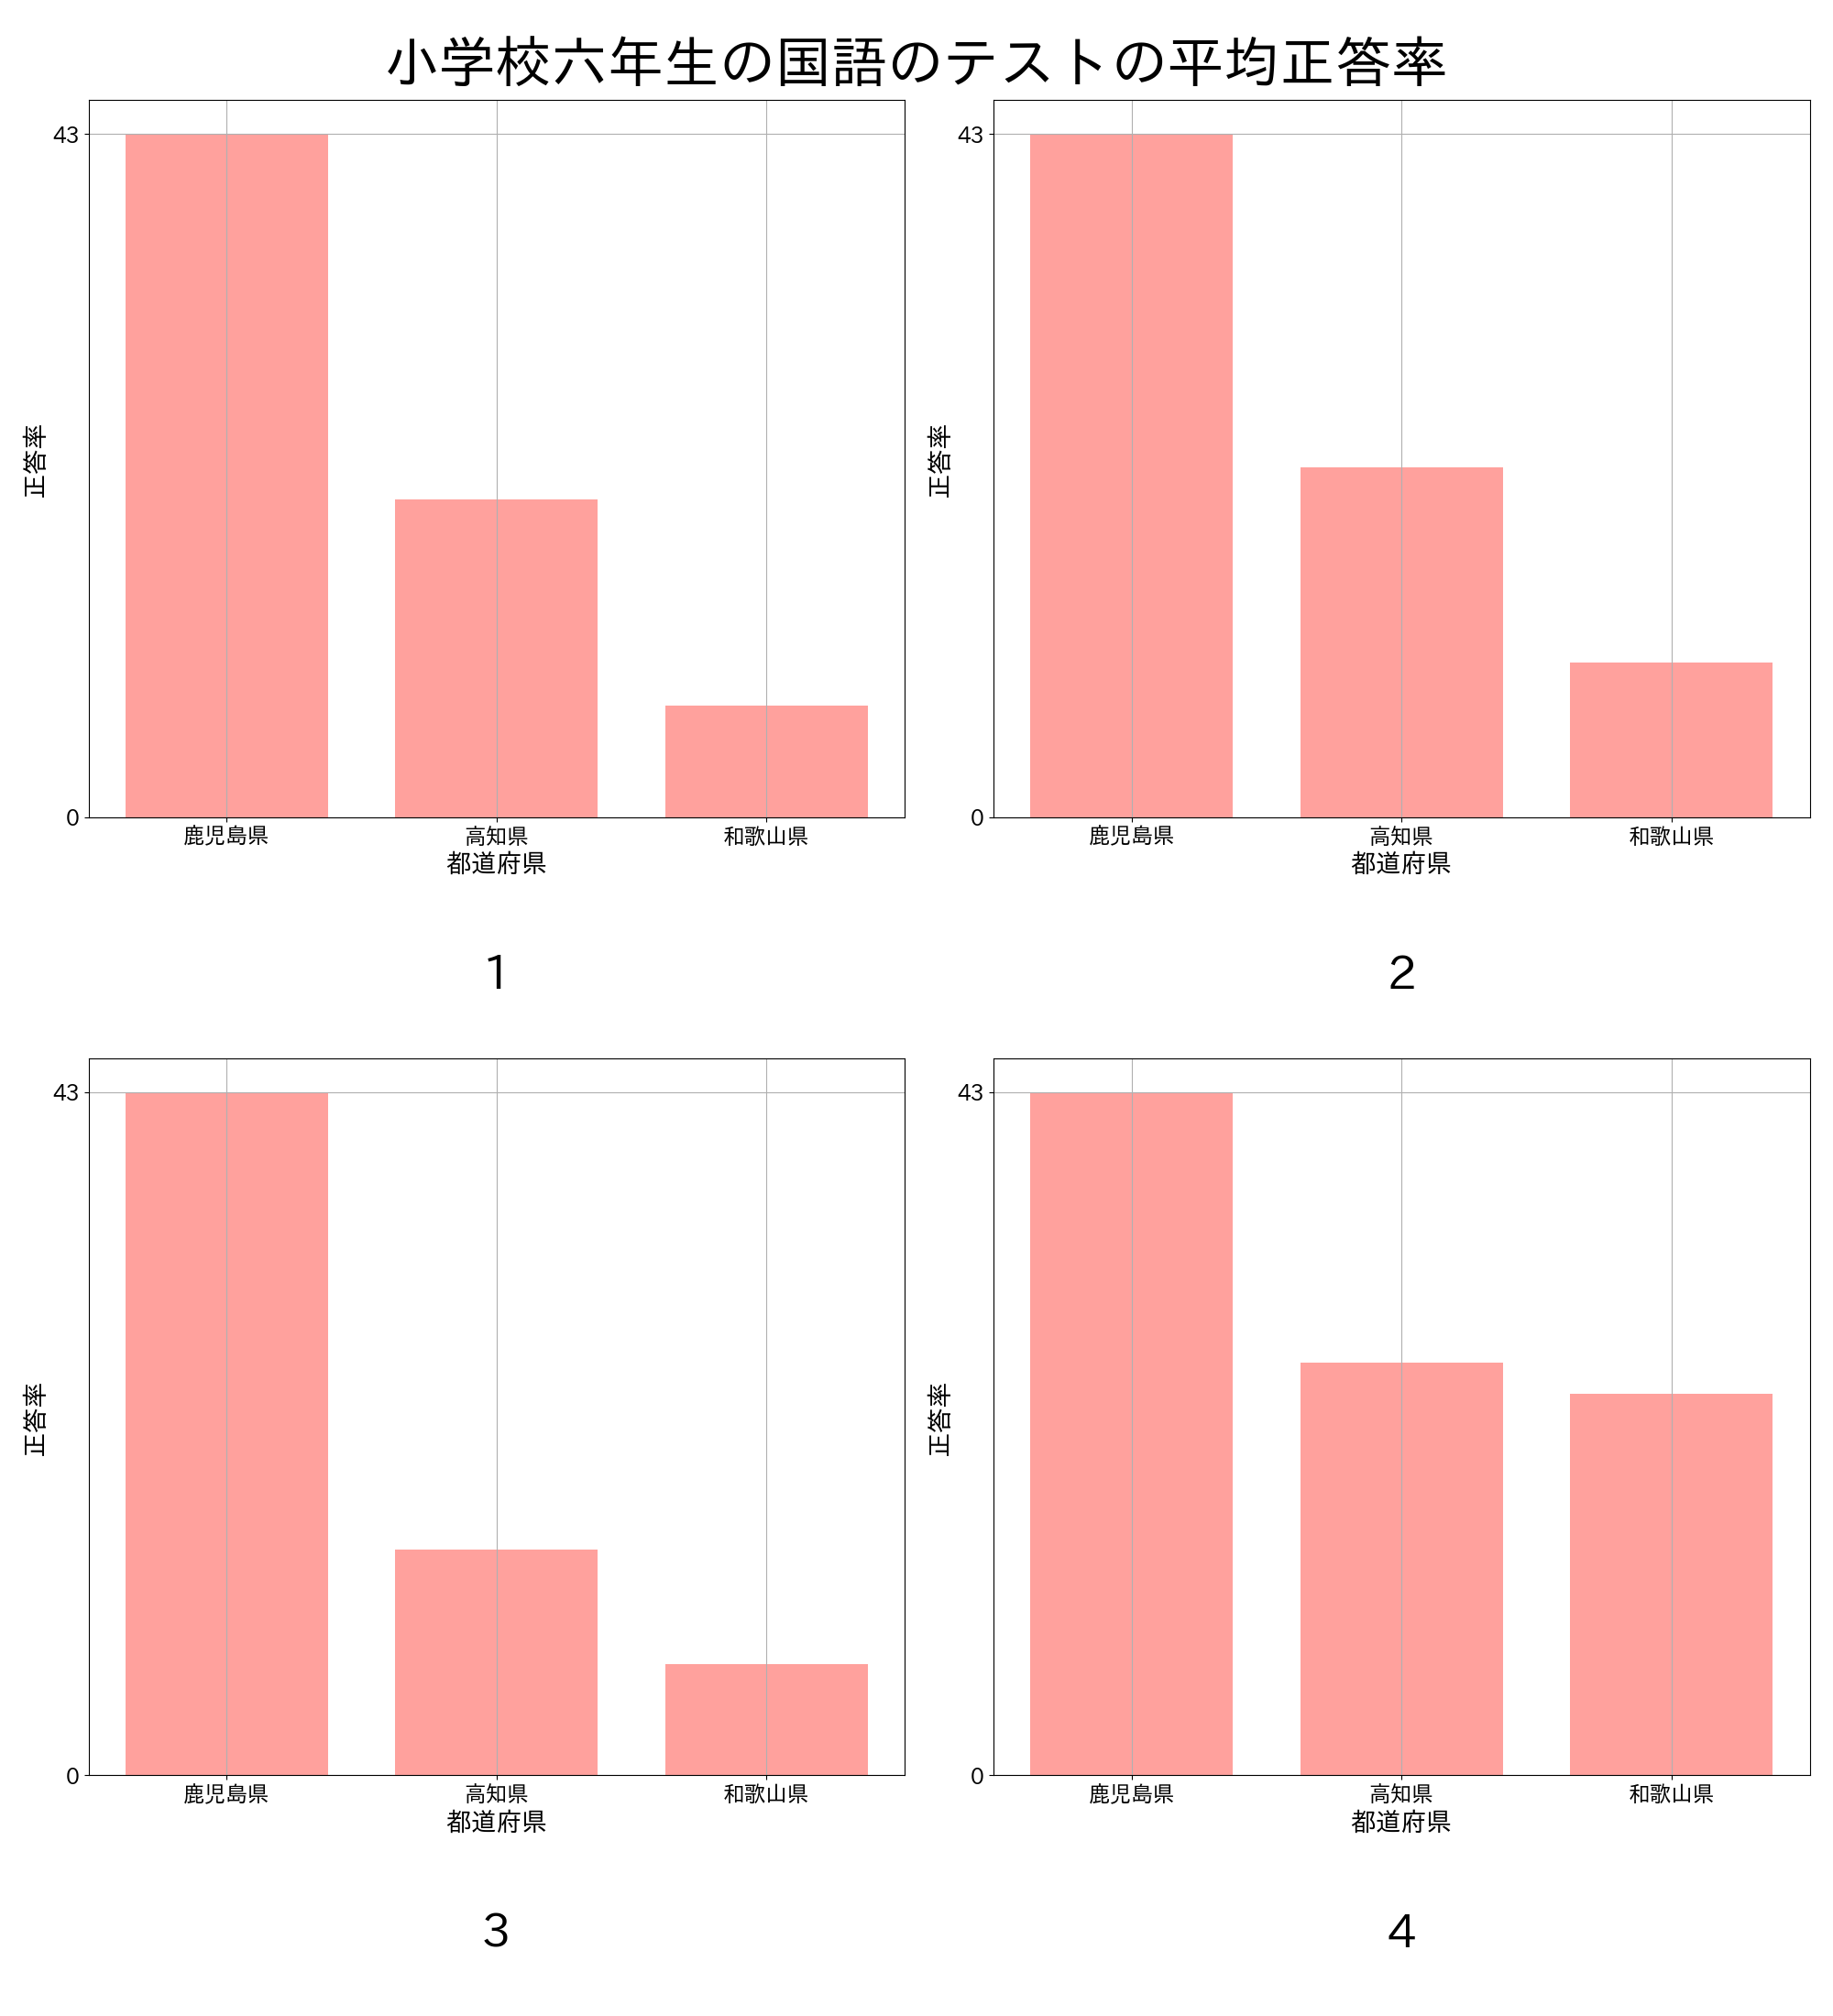 小学校六年生の国語のテストの平均正答率
43
0
正答率
鹿児島県 高知県 和歌山県
都道府県
1
43
0
正答率
鹿児島県 高知県 和歌山県
都道府県
2
43
0
正答率
鹿児島県 高知県 和歌山県
都道府県
3
43
0
正答率
鹿児島県 高知県 和歌山県
都道府県
4